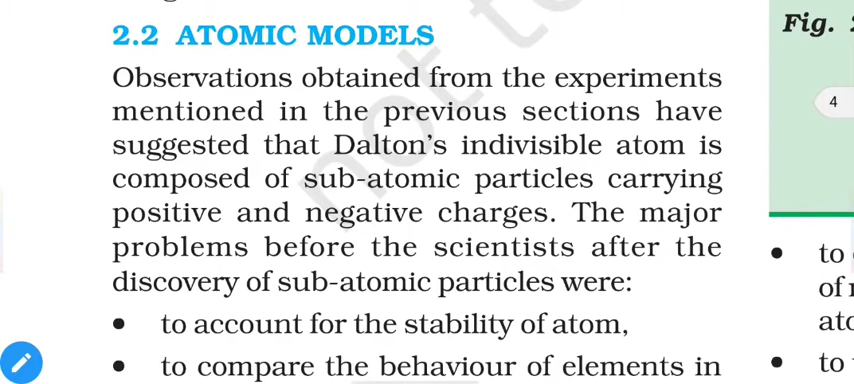 2.2 ATOMIC MODELS
Observations obtained from the experiments
mentioned in the previous sections have
suggested that Dalton's indivisible atom is
composed of sub-atomic particles carrying
positive and negative charges. The major
problems before the scientists after the
discovery of sub-atomic particles were:
• to account for the stability of atom,
• to compare the behaviour of elements in
Fig.
4
• to
of
• to
not to